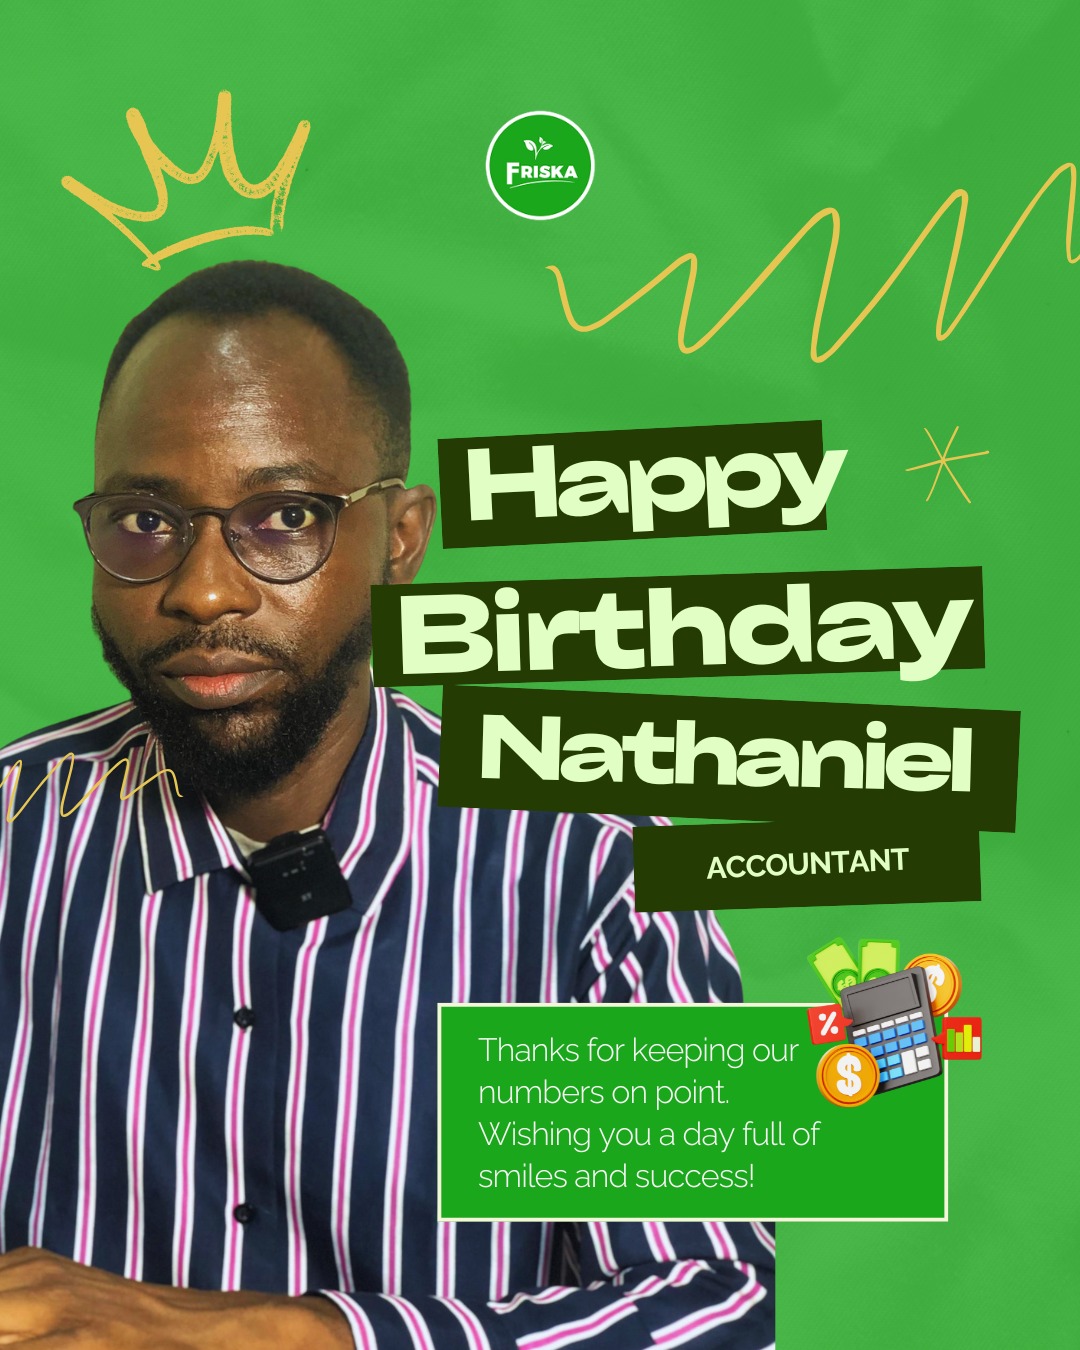 FRISKA
Happy
Birthday
Nathaniel
ACCOUNTANT
Thanks for keeping our
numbers on point.
Wishing you a day full of
smiles and success!
%
$
$
$